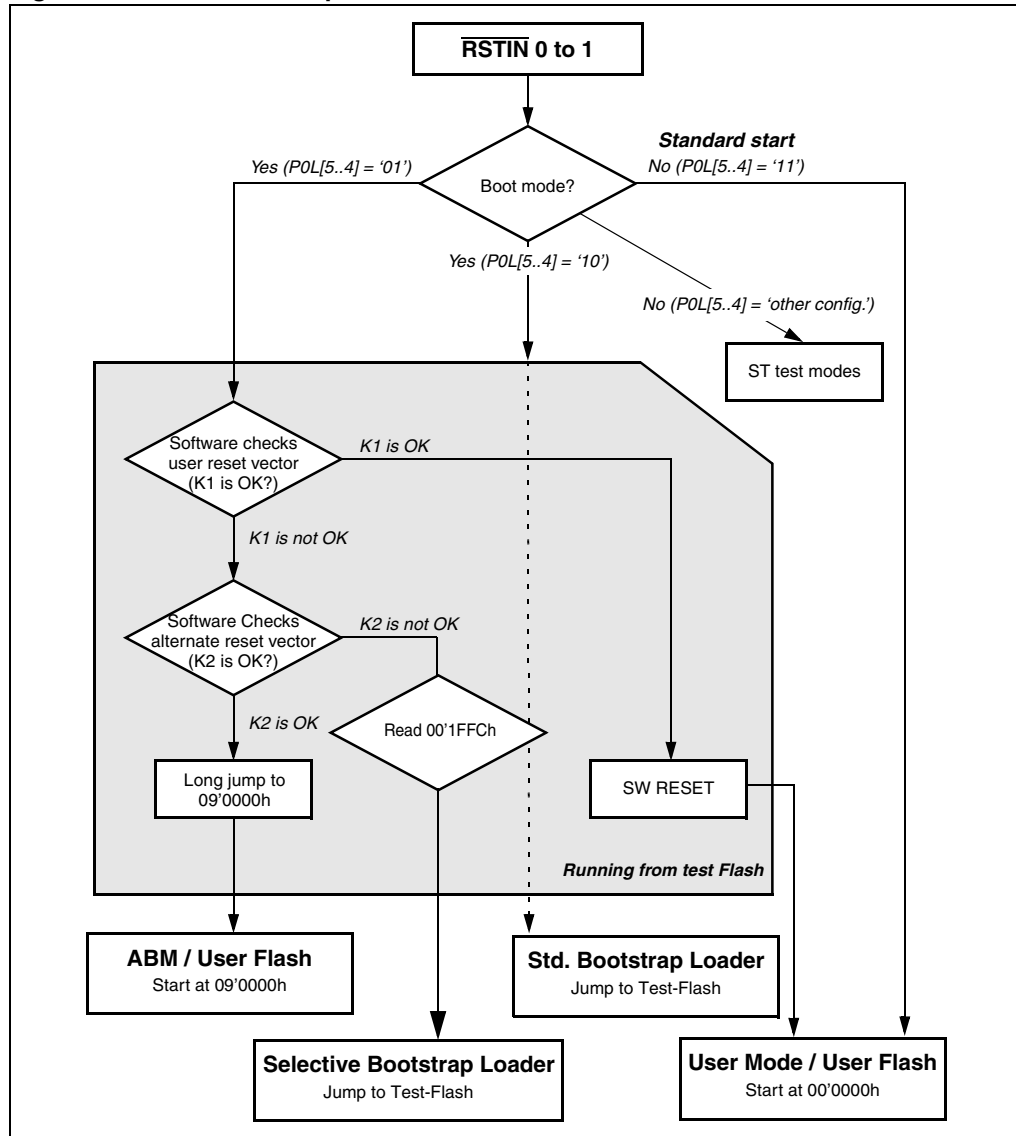 RSTIN 0 to 1
Standard start
Yes (P0L[5..4] = ‘01’)
No (P0L[5..4] = ‘11’)
Boot mode?
Yes (P0L[5..4] = ‘10’)
No (P0L[5..4] = ‘other config.’)
ST test modes
Software checks
user reset vector
(K1 is OK?)
K1 is OK
K1 is not OK
Software Checks
alternate reset vector
(K2 is OK?)
K2 is not OK
K2 is OK
Read 00’1FFCh
Long jump to
09’0000h
SW RESET
Running from test Flash
ABM / User Flash
Start at 09’0000h
Std. Bootstrap Loader
Jump to Test-Flash
Selective Bootstrap Loader
Jump to Test-Flash
User Mode / User Flash
Start at 00’0000h